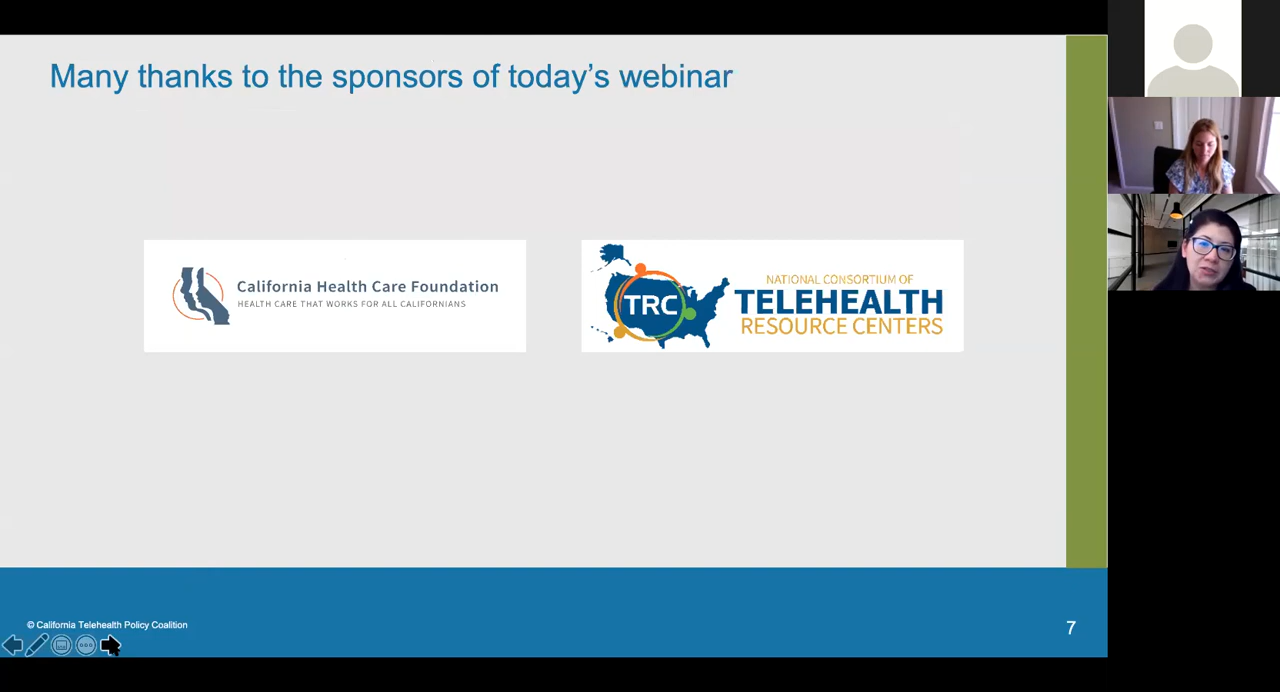 Many thanks to the sponsors of today's webinar
California Health Care Foundation
HEALTH CARE THAT WORKS FOR ALL CALIFORNIANS
TRC
NATIONAL CONSORTIUM OF
TELEHEALTH
RESOURCE CENTERS
© California Telehealth Policy Coalition
7